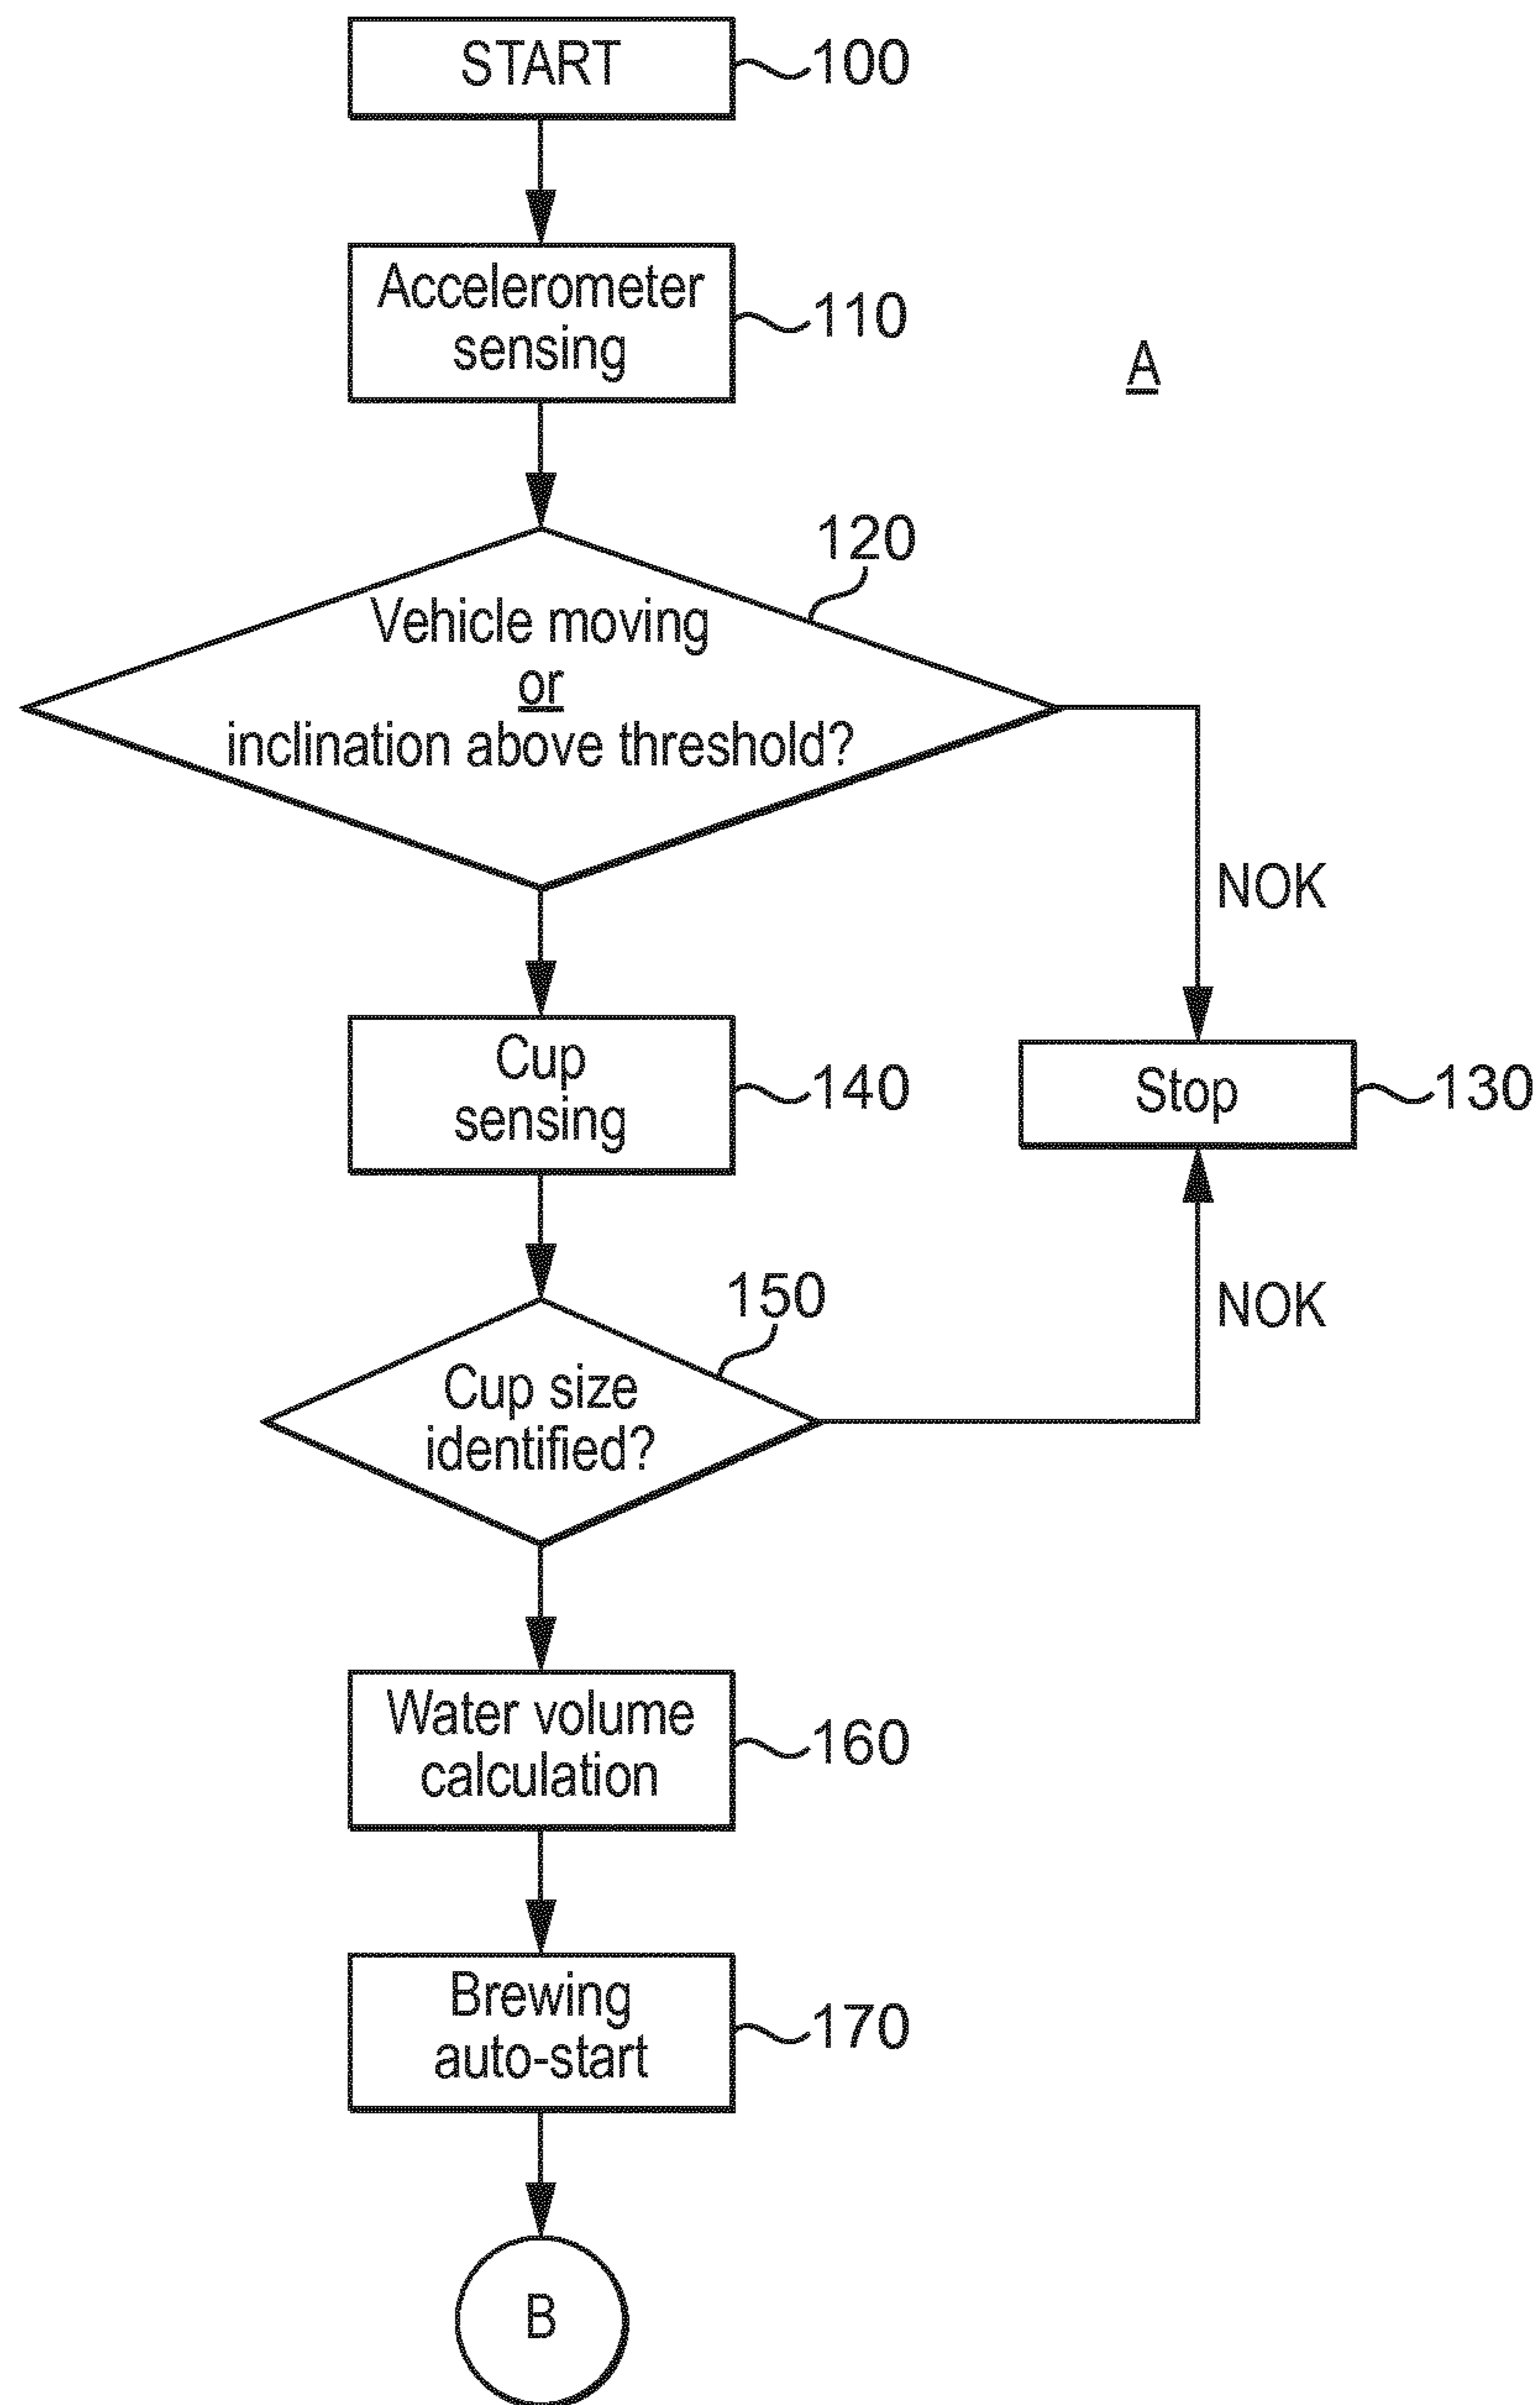 START
100
Accelerometer
sensing
110
A
120
Vehicle moving
or
inclination above threshold?
NOK
Cup
sensing
140
Stop
130
150
NOK
Cup size
identified?
Water volume
calculation
160
Brewing
auto-start
170
B